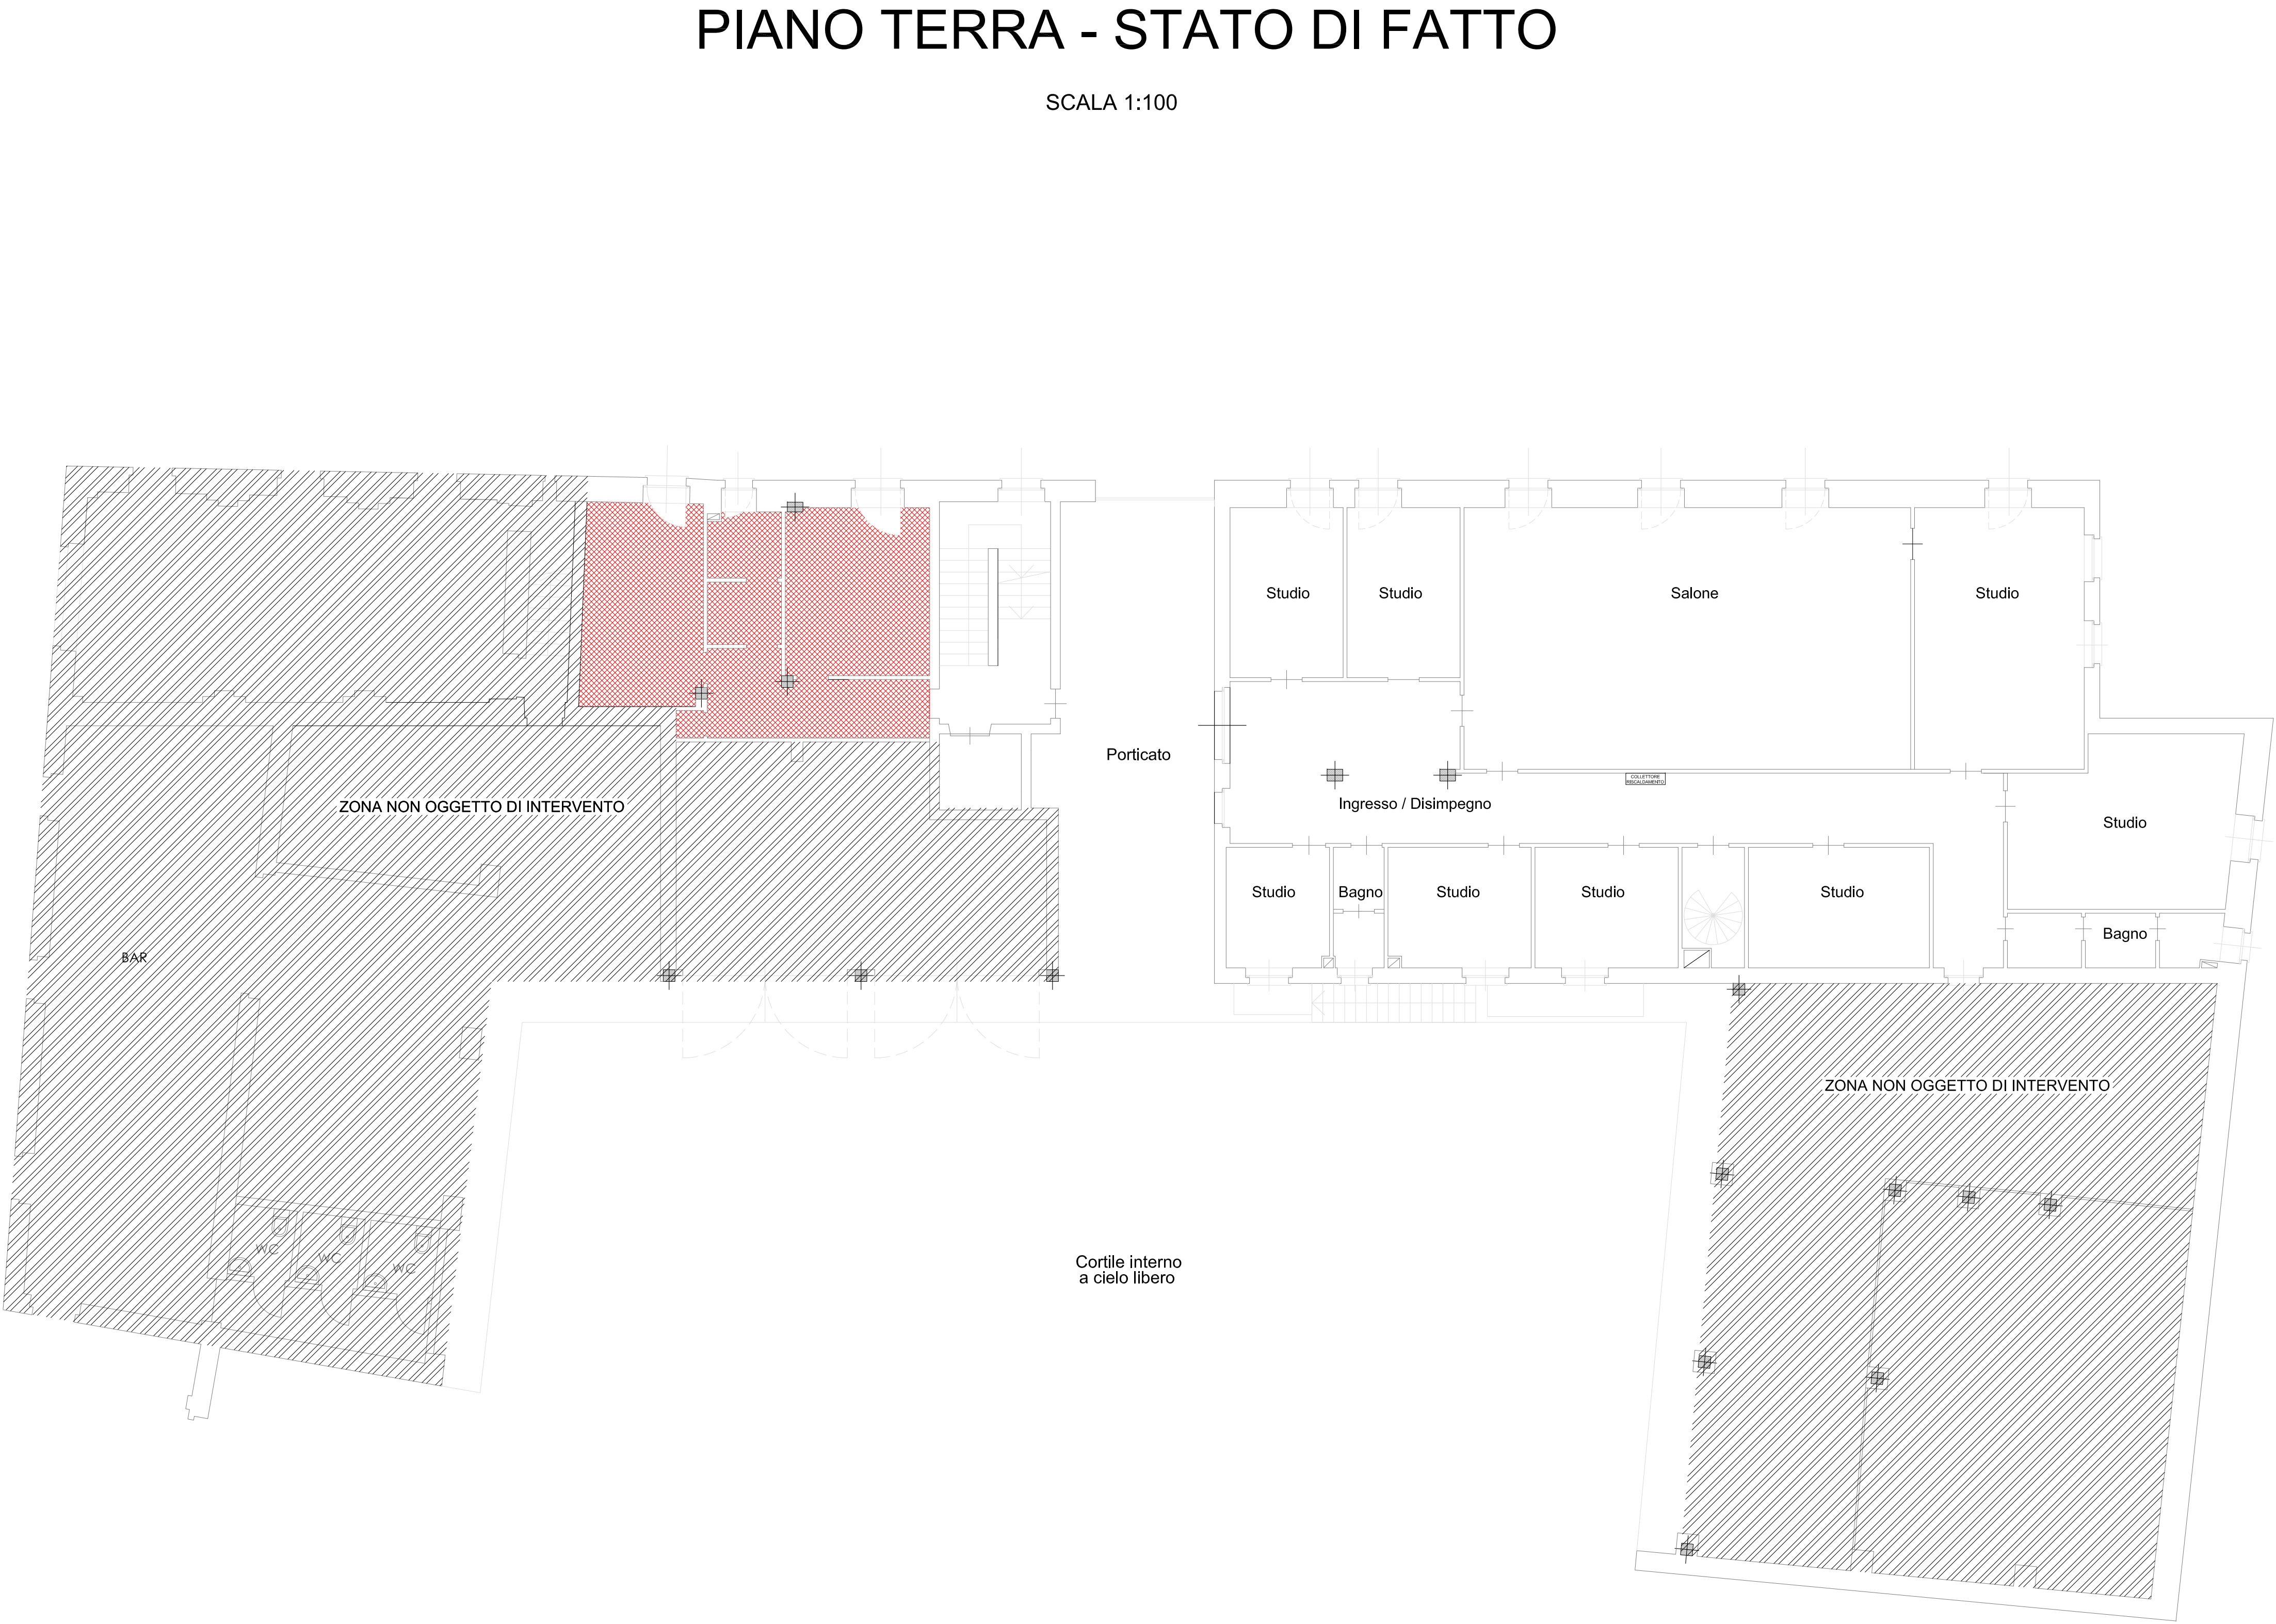 PIANO TERRA - STATO DI FATTO
SCALA 1:100
Studio
Studio
Salone
Studio
Porticato
COLLETTORE
RISCALDAMENTO
ZONA NON OGGETTO DI INTERVENTO
Ingresso / Disimpegno
Studio
Studio
Bagno
Studio
Studio
Studio
Bagno
BAR
ZONA NON OGGETTO DI INTERVENTO
WC
WC
WC
Cortile interno
a cielo libero